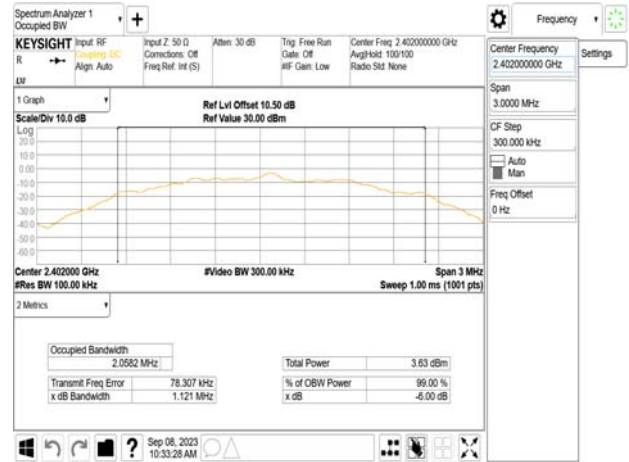 Spectrum Analyzer 1
Occupied BW
+
Frequency
KEYSIGHT
R
LU
Input: RF
Coupling: DC
Align: Auto
Input Z: 50 Ω
Corrections: Off
Freq Ref: Int (S)
Atten: 30 dB
Trig: Free Run
Gate: Off
#IF Gain: Low
Center Freq: 2.402000000 GHz
Avg|Hold: 100/100
Radio Std: None
Center Frequency
2.402000000 GHz
Settings
Span
3.0000 MHz
CF Step
300.000 kHz
Auto
Man
Freq Offset
0 Hz
1 Graph
Scale/Div 10.0 dB
Ref Lvl Offset 10.50 dB
Ref Value 30.00 dBm
Log
20.0
10.0
0.00
-10.0
-20.0
-30.0
-40.0
-50.0
-60.0
Center 2.402000 GHz
#Res BW 100.00 kHz
#Video BW 300.00 kHz
Span 3 MHz
Sweep 1.00 ms (1001 pts)
2 Metrics
Occupied Bandwidth
2.0582 MHz
Transmit Freq Error 78.307 kHz
x dB Bandwidth 1.121 MHz
Total Power 3.63 dBm
% of OBW Power 99.00 %
x dB -6.00 dB
?
Sep 08, 2023
10:33:28 AM